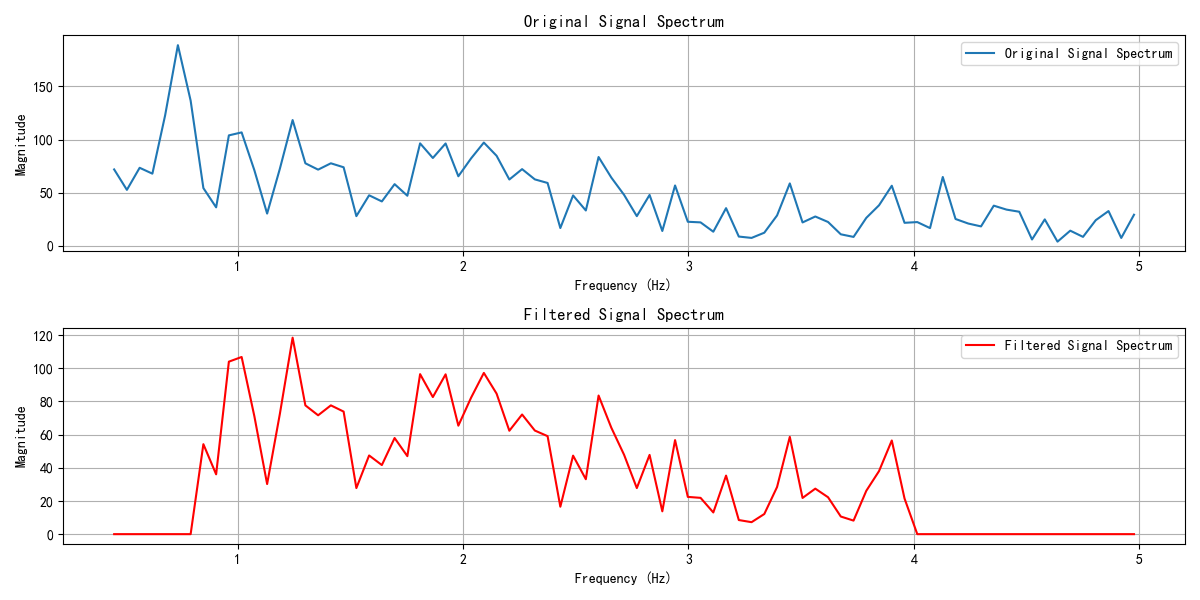 Original Signal Spectrum
Original Signal Spectrum
Magnitude
150
100
50
0
1 2 3 4 5
Frequency (Hz)
Filtered Signal Spectrum
Filtered Signal Spectrum
Magnitude
120
100
80
60
40
20
0
1 2 3 4 5
Frequency (Hz)